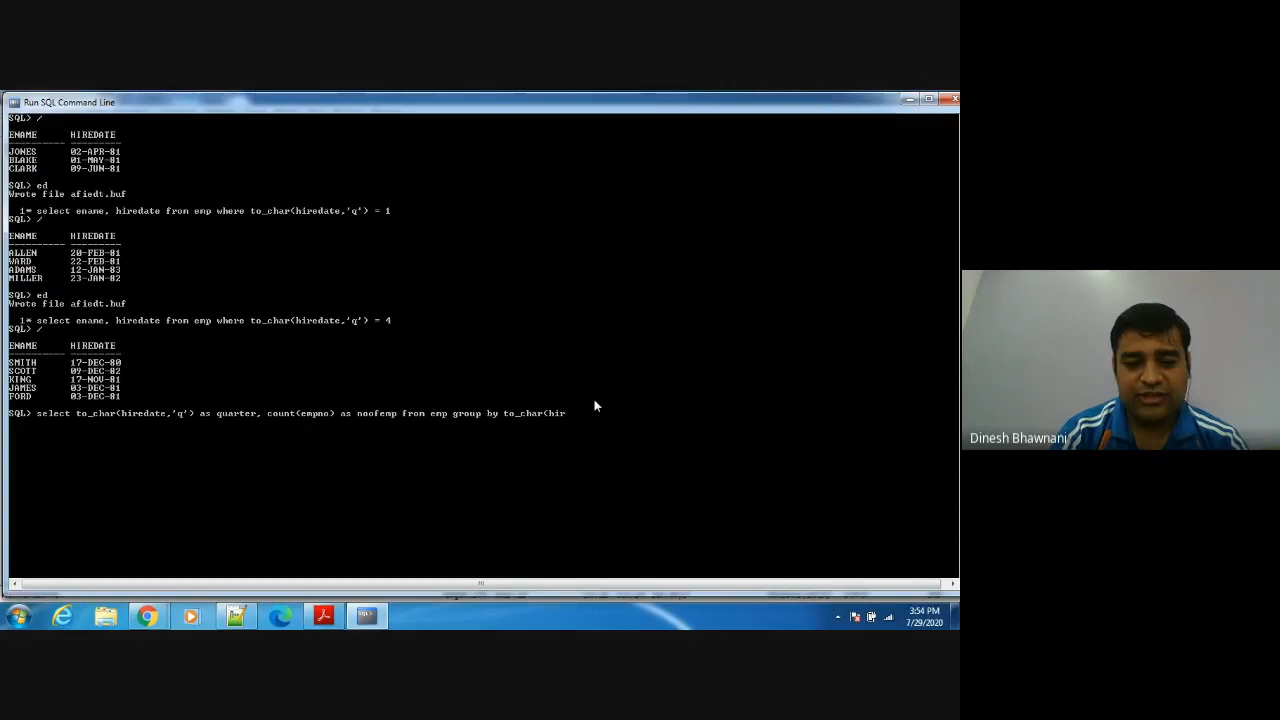 Run SQL Command Line
SQL> /
ENAME HIREDATE
---------- ---------
JONES 02-APR-81
BLAKE 01-MAY-81
CLARK 09-JUN-81
SQL> ed
Wrote file afiedt.buf
1* select ename, hiredate from emp where to_char(hiredate,'q') = 1
SQL> /
ENAME HIREDATE
---------- ---------
ALLEN 20-FEB-81
WARD 22-FEB-81
ADAMS 12-JAN-83
MILLER 23-JAN-82
SQL> ed
Wrote file afiedt.buf
1* select ename, hiredate from emp where to_char(hiredate,'q') = 4
SQL> /
ENAME HIREDATE
---------- ---------
SMITH 17-DEC-80
SCOTT 09-DEC-82
KING 17-NOV-81
JAMES 03-DEC-81
FORD 03-DEC-81
SQL> select to_char(hiredate,'q') as quarter, count(empno) as noofemp from emp group by to_char(hir
Dinesh Bhawnani
3:54 PM
7/29/2020